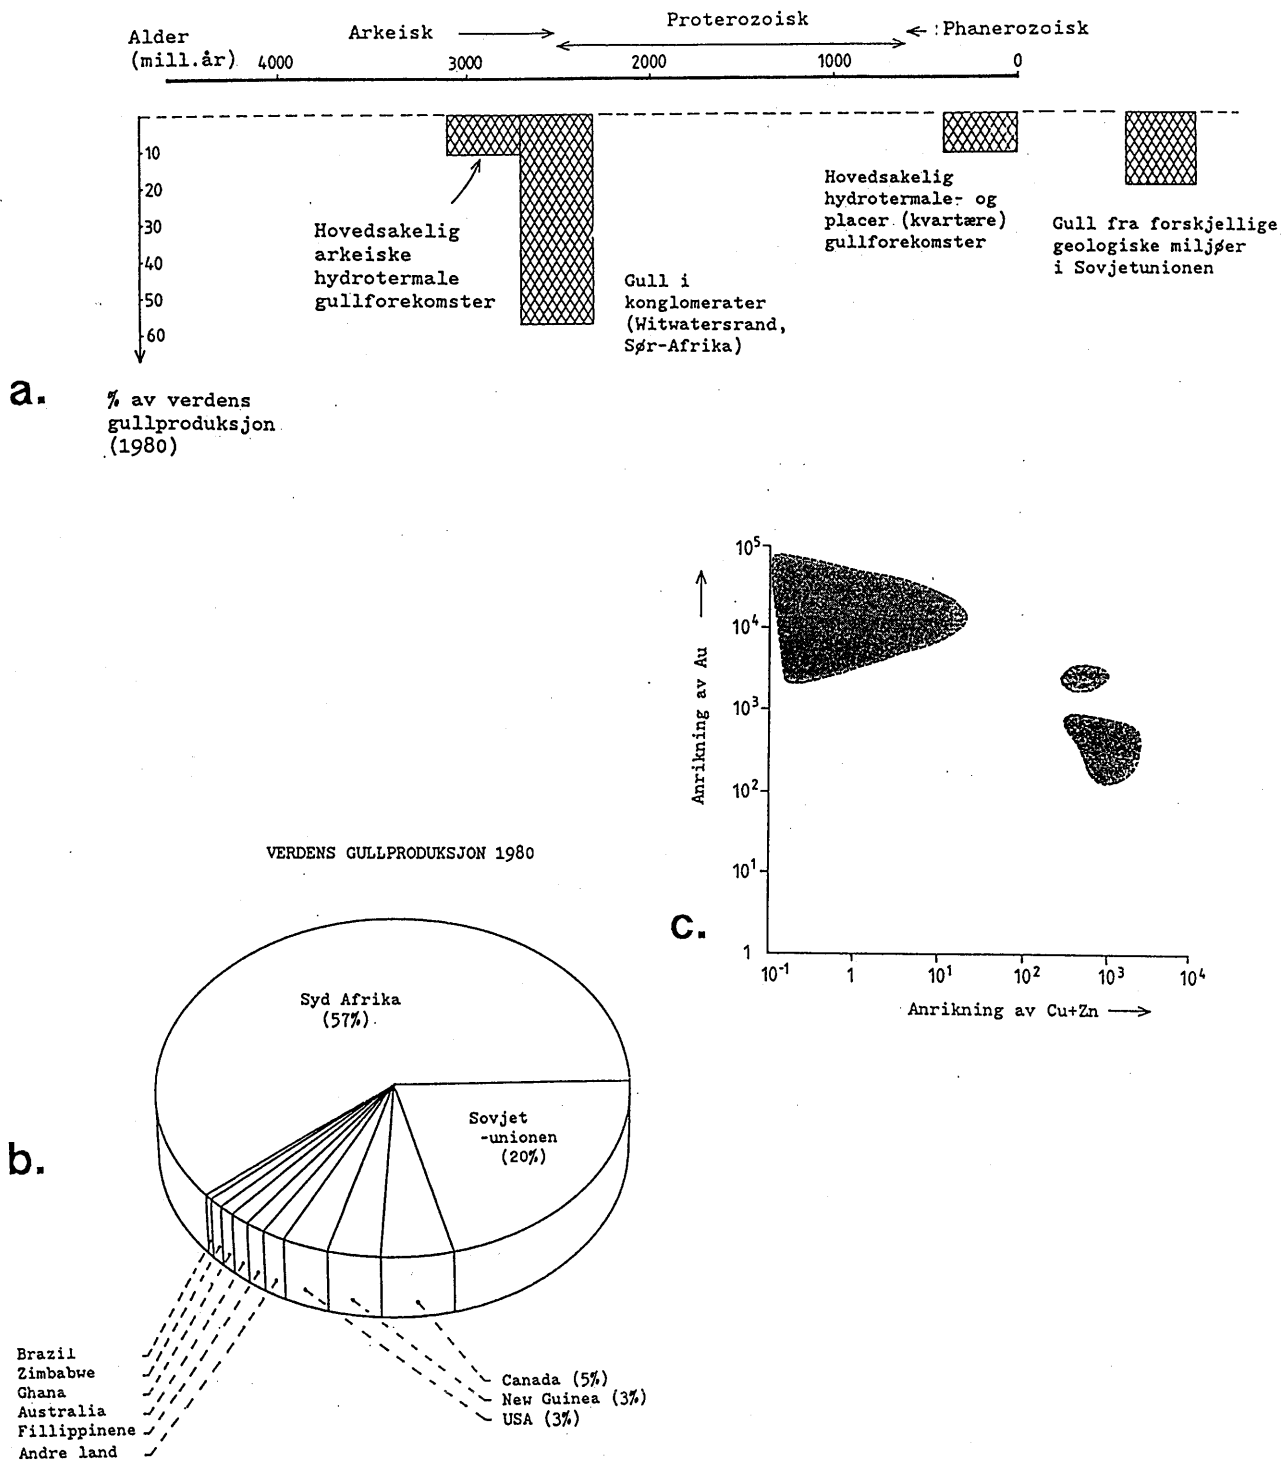 Alder
(mill.år)
Arkeisk
Proterozoisk
Phanerozoisk
4000
3000
2000
1000
0
10
20
30
40
50
60
% av verdens
gullproduksjon
(1980)
Hovedsakelig
arkeiske
hydrotermale
gullforekomster
Gull i
konglomerater
(Witwatersrand,
Sør-Afrika)
Hovedsakelig
hydrotermale- og
placer (kvartære)
gullforekomster
Gull fra forskjellige
geologiske miljøer
i Sovjetunionen
a.
10⁵
10⁴
10³
10²
10¹
1
Anrikning av Au
10⁻¹
1
10¹
10²
10³
10⁴
Anrikning av Cu+Zn
c.
VERDENS GULLPRODUKSJON 1980
Syd Afrika
(57%)
Sovjet
-unionen
(20%)
b.
Brazil
Zimbabwe
Ghana
Australia
Fillippinene
Andre land
Canada (5%)
New Guinea (3%)
USA (3%)